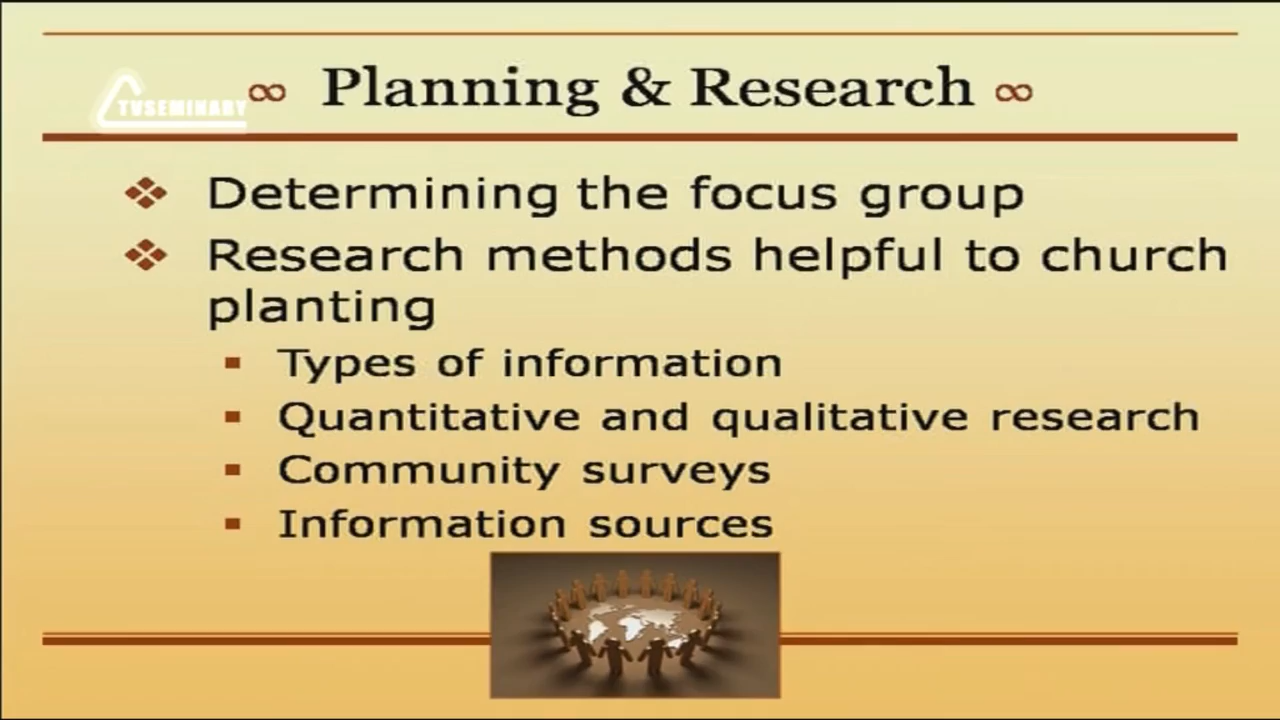 ∞ Planning & Research ∞
TVSEMINARY
❖ Determining the focus group
❖ Research methods helpful to church
planting
▪ Types of information
▪ Quantitative and qualitative research
▪ Community surveys
▪ Information sources